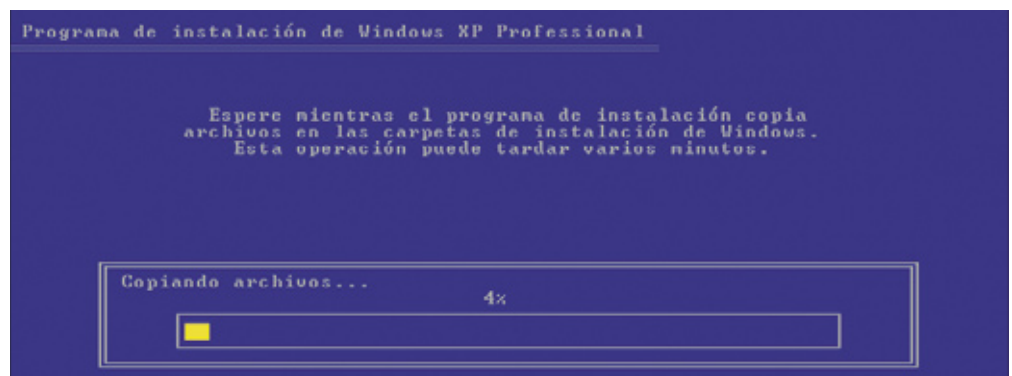 Programa de instalación de Windows XP Professional
Espere mientras el programa de instalación copia
archivos en las carpetas de instalación de Windows.
Esta operación puede tardar varios minutos.
Copiando archivos...
4%